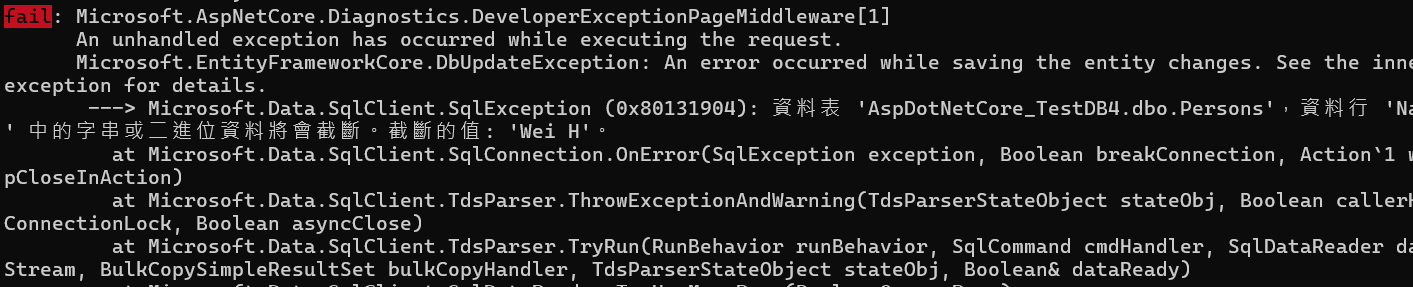 fail: Microsoft.AspNetCore.Diagnostics.DeveloperExceptionPageMiddleware[1]
An unhandled exception has occurred while executing the request.
Microsoft.EntityFrameworkCore.DbUpdateException: An error occurred while saving the entity changes. See the inne
exception for details.
---> Microsoft.Data.SqlClient.SqlException (0x80131904): 資料表 'AspDotNetCore_TestDB4.dbo.Persons'，資料行 'Na
' 中的字串或二進位資料將會截斷。截斷的值: 'Wei H'。
at Microsoft.Data.SqlClient.SqlConnection.OnError(SqlException exception, Boolean breakConnection, Action`1 w
pCloseInAction)
at Microsoft.Data.SqlClient.TdsParser.ThrowExceptionAndWarning(TdsParserStateObject stateObj, Boolean callerH
ConnectionLock, Boolean asyncClose)
at Microsoft.Data.SqlClient.TdsParser.TryRun(RunBehavior runBehavior, SqlCommand cmdHandler, SqlDataReader da
Stream, BulkCopySimpleResultSet bulkCopyHandler, TdsParserStateObject stateObj, Boolean& dataReady)